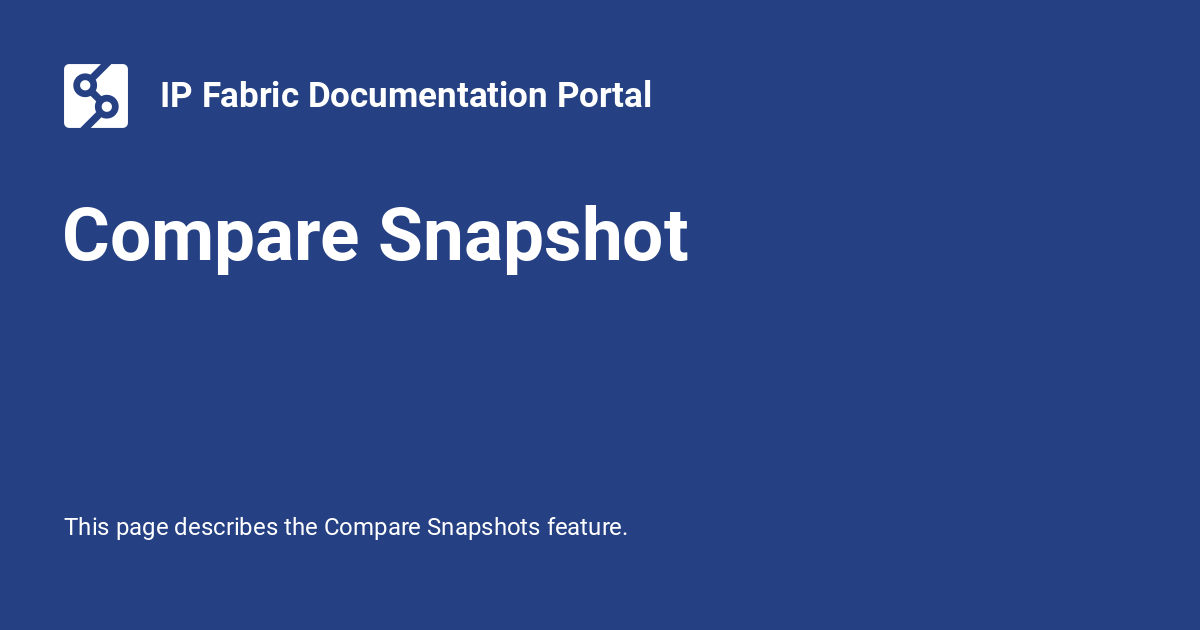 IP Fabric Documentation Portal
Compare Snapshot
This page describes the Compare Snapshots feature.